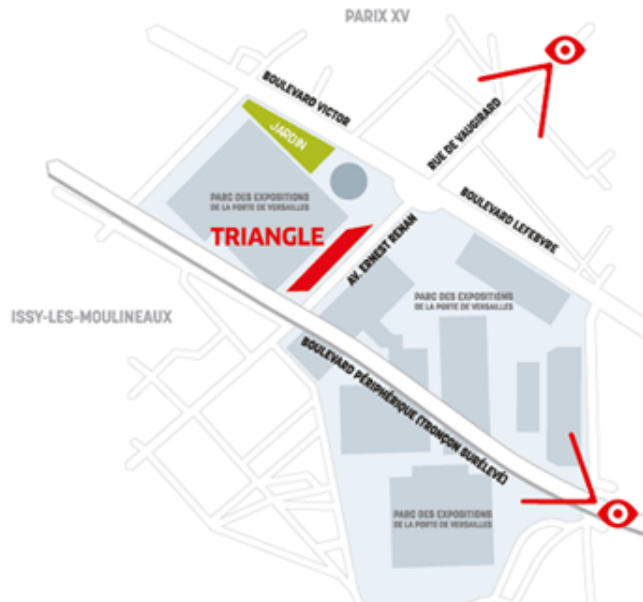 PARIX XV
BOULEVARD VICTOR
JARDIN
RUE DE VAUGIRARD
BOULEVARD LEFEBVRE
PARC DES EXPOSITIONS
DE LA PORTE DE VERSAILLES
TRIANGLE
AV. ERNEST RENAN
PARC DES EXPOSITIONS
DE LA PORTE DE VERSAILLES
ISSY-LES-MOULINEAUX
BOULEVARD PÉRIPHÉRIQUE (TRONÇON SURÉLEVÉ)
PARC DES EXPOSITIONS
DE LA PORTE DE VERSAILLES